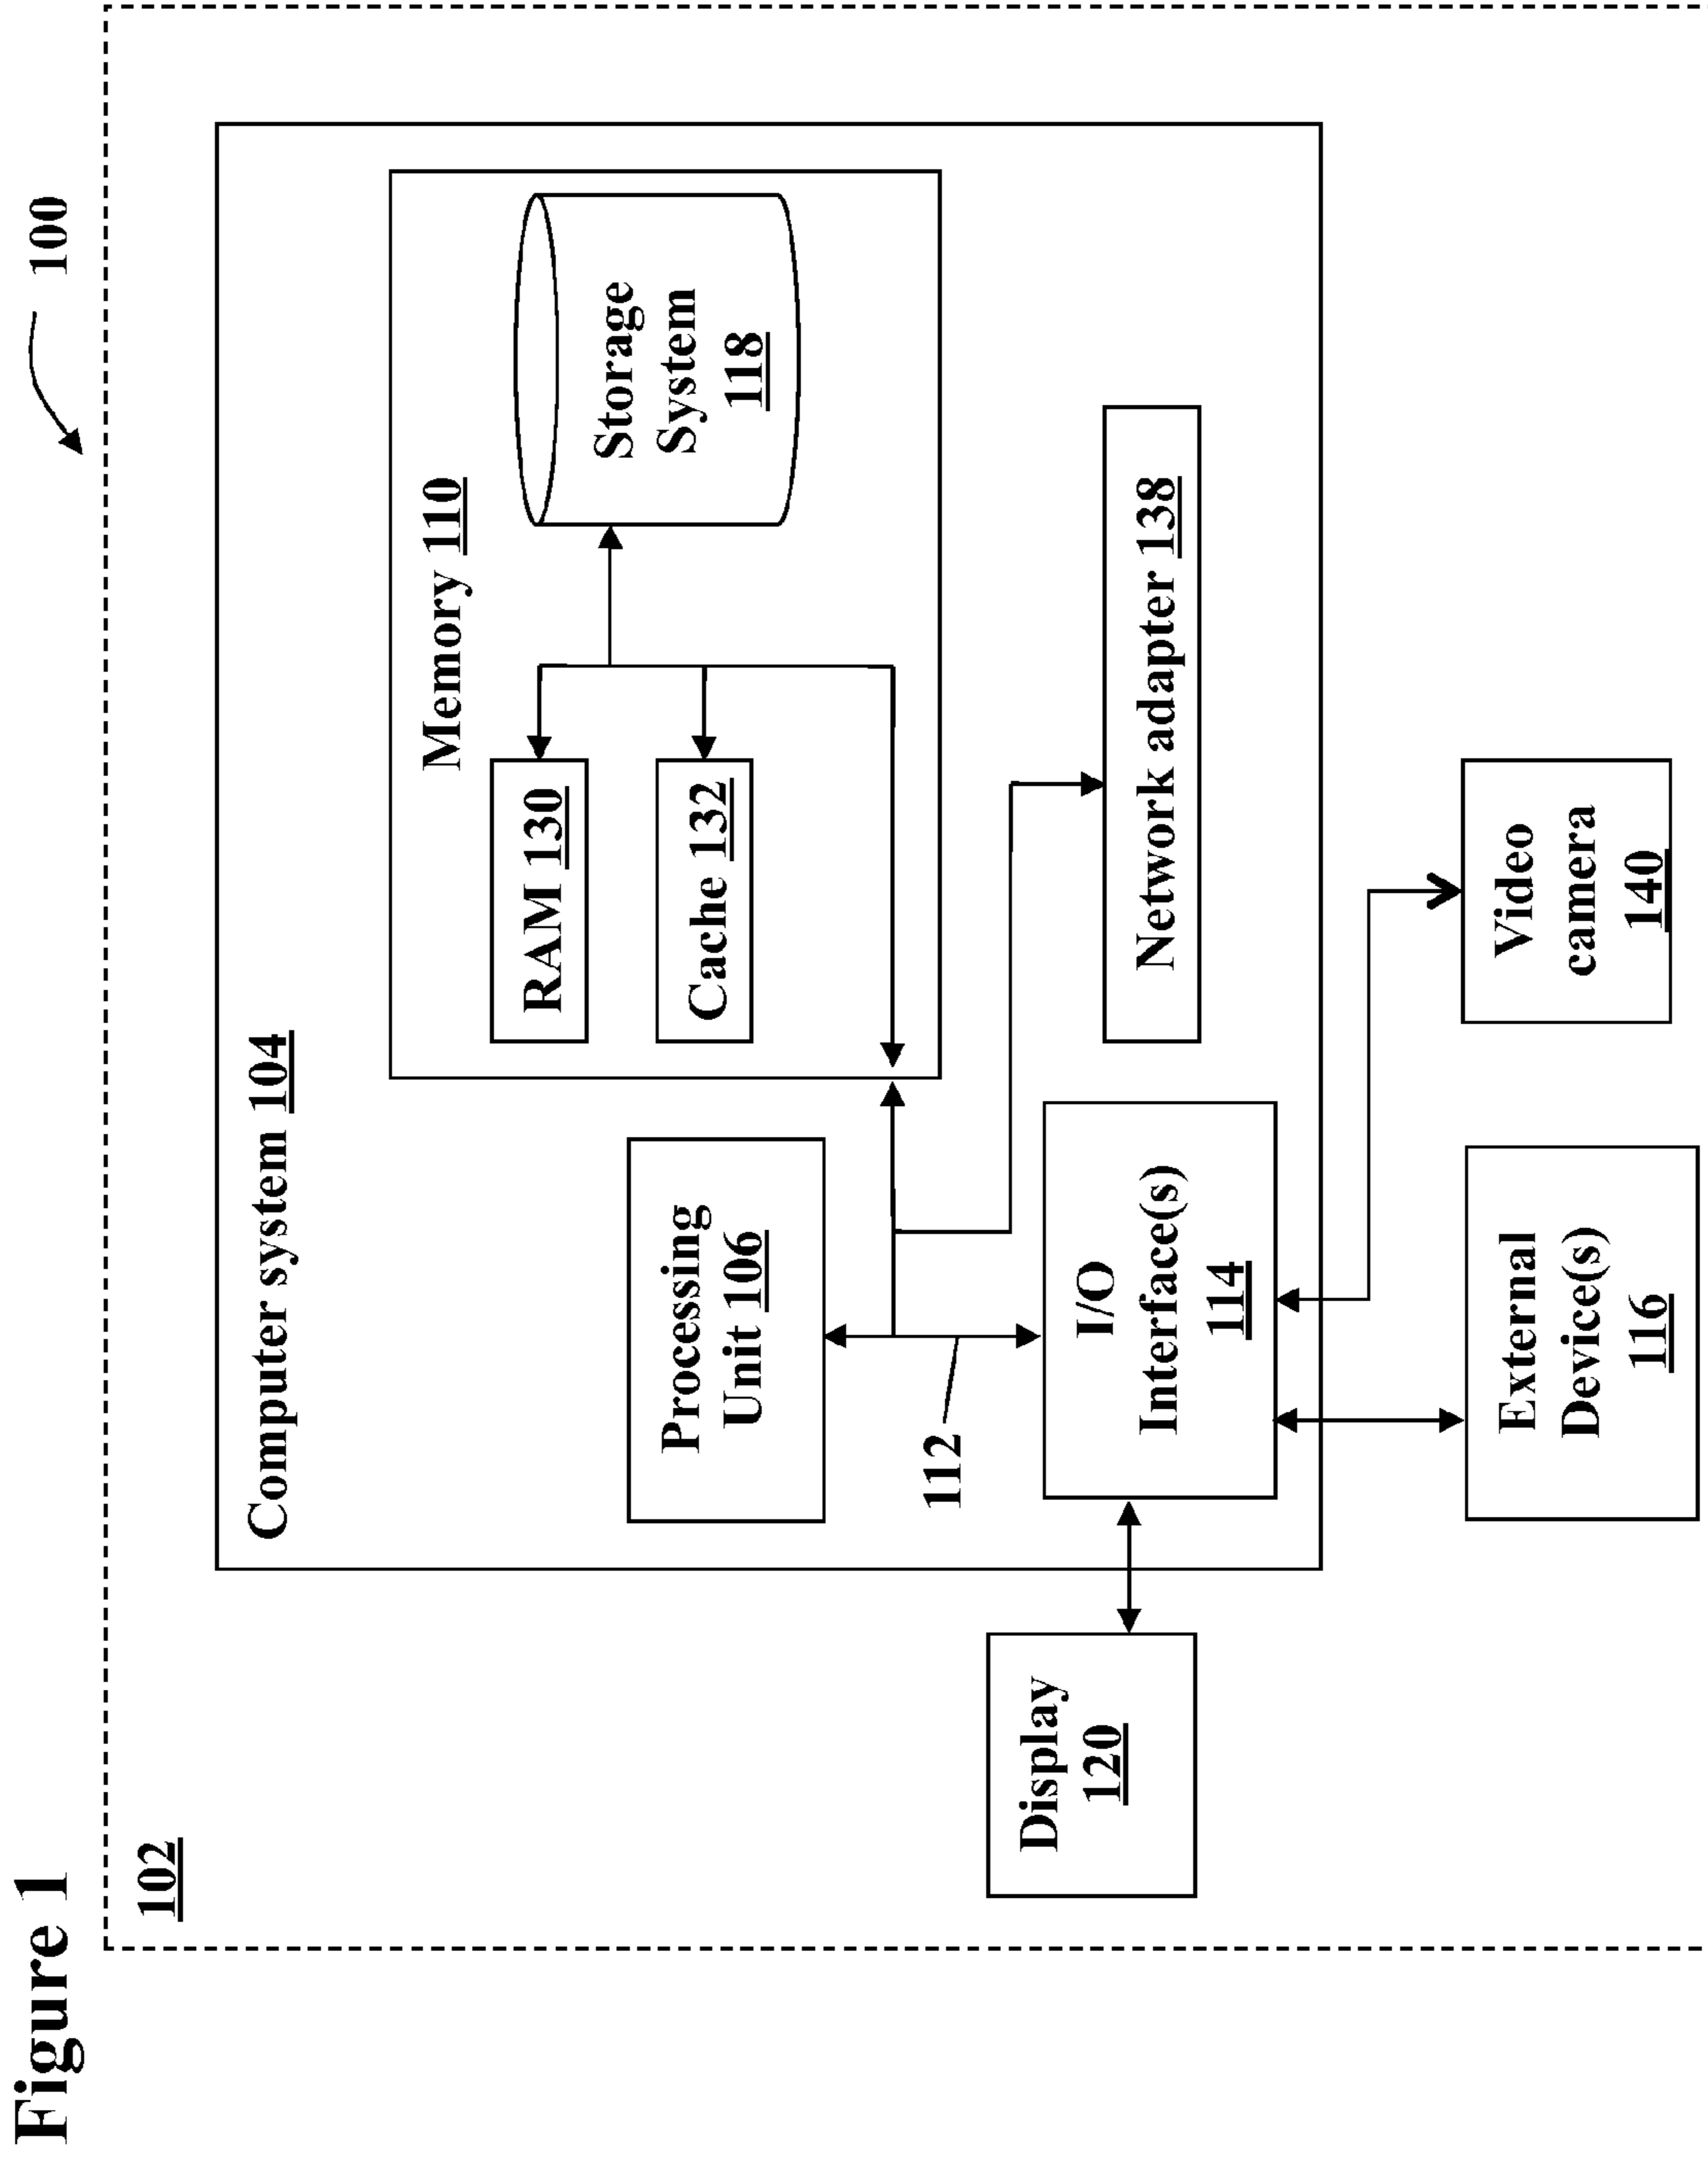 Figure 1
100
102
Computer system 104
Memory 110
RAM 130
Cache 132
Storage
System
118
Processing
Unit 106
112
I/O
Interface(s)
114
Network adapter 138
Display
120
External
Device(s)
116
Video
camera
140